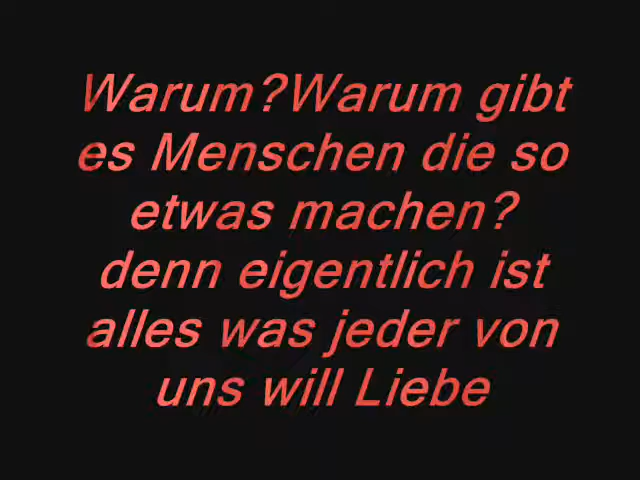 Warum?Warum gibt
es Menschen die so
etwas machen?
denn eigentlich ist
alles was jeder von
uns will Liebe